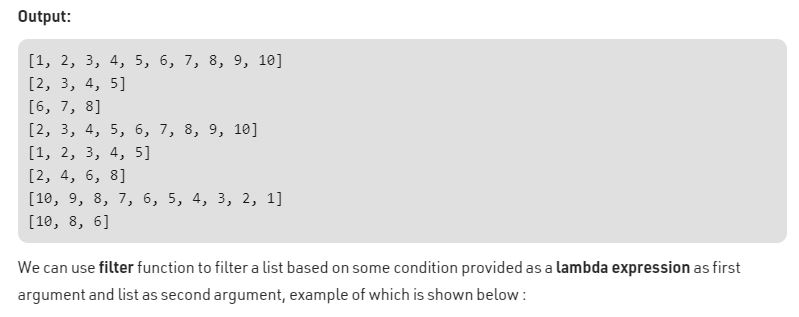 Output:
[1, 2, 3, 4, 5, 6, 7, 8, 9, 10]
[2, 3, 4, 5]
[6, 7, 8]
[2, 3, 4, 5, 6, 7, 8, 9, 10]
[1, 2, 3, 4, 5]
[2, 4, 6, 8]
[10, 9, 8, 7, 6, 5, 4, 3, 2, 1]
[10, 8, 6]
We can use filter function to filter a list based on some condition provided as a lambda expression as first
argument and list as second argument, example of which is shown below :